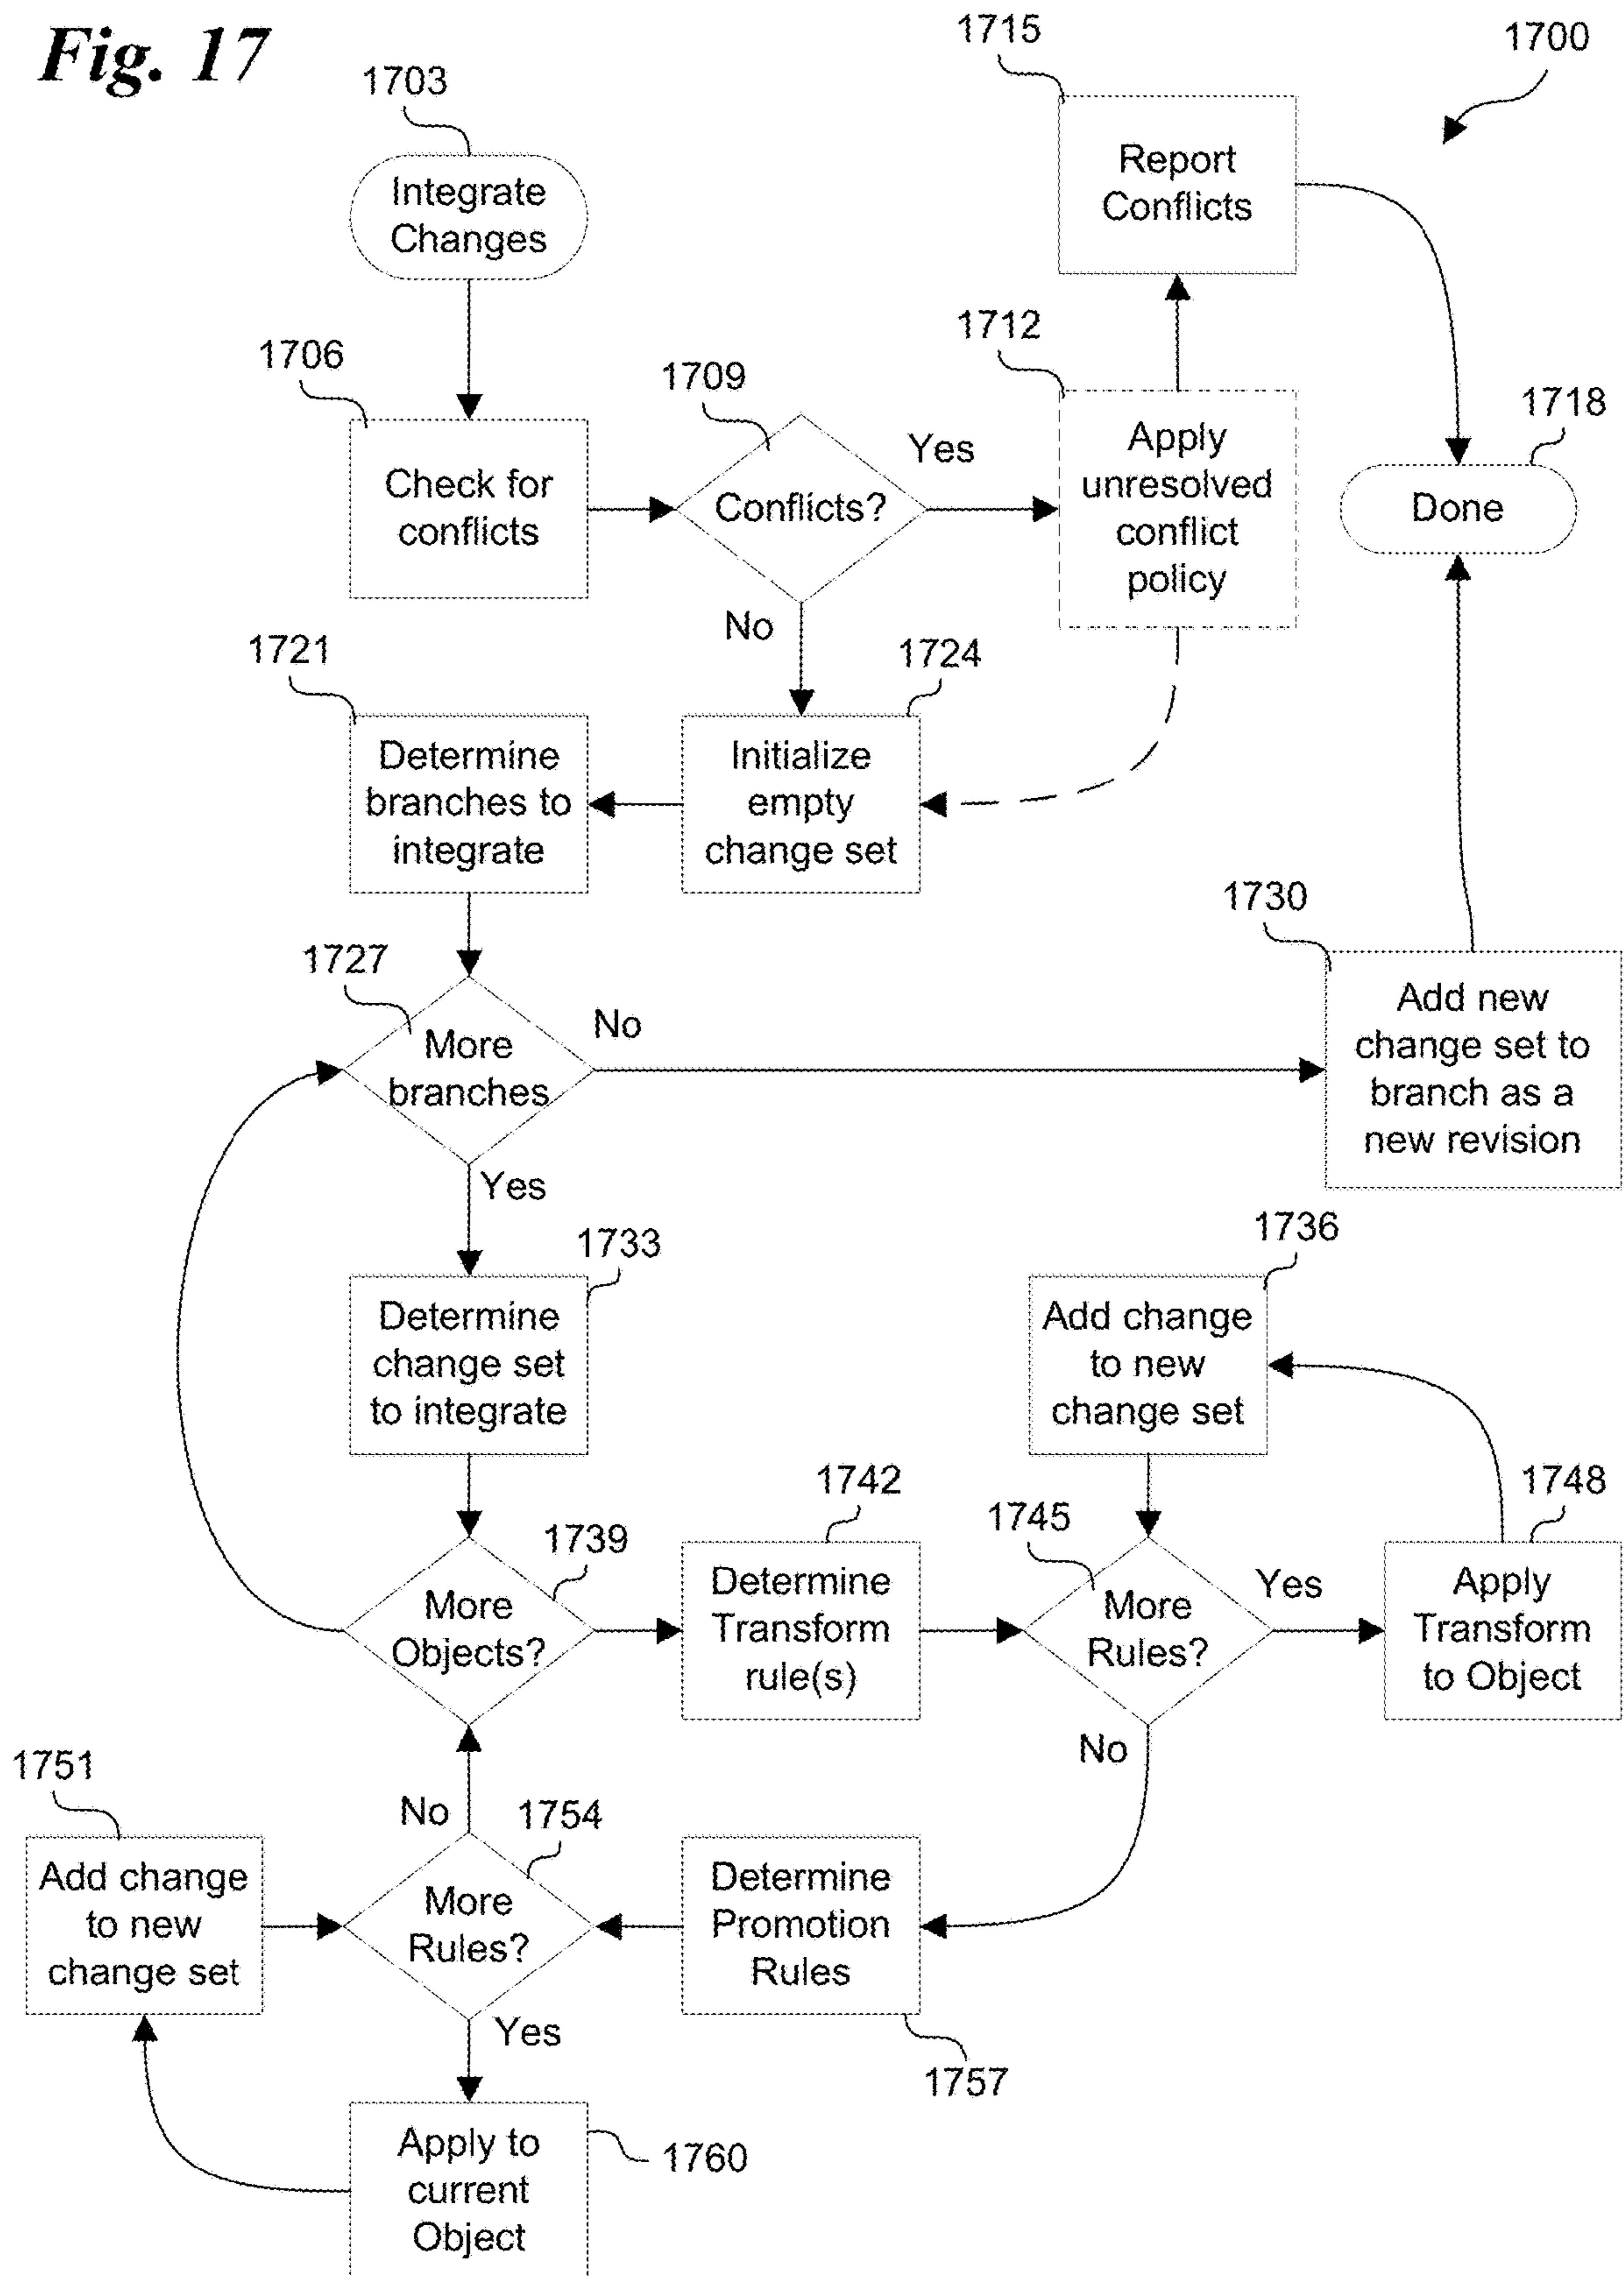 Fig. 17
1700
1703
Integrate
Changes
1715
Report
Conflicts
1706
Check for
conflicts
1709
Conflicts?
Yes
No
1712
Apply
unresolved
conflict
policy
1718
Done
1721
Determine
branches to
integrate
1724
Initialize
empty
change set
1727
More
branches
No
Yes
1730
Add new
change set to
branch as a
new revision
1733
Determine
change set
to integrate
1736
Add change
to new
change set
1739
More
Objects?
1742
Determine
Transform
rule(s)
1745
More
Rules?
Yes
No
1748
Apply
Transform
to Object
1751
Add change
to new
change set
No
1754
More
Rules?
Yes
Determine
Promotion
Rules
1757
Apply to
current
Object
1760